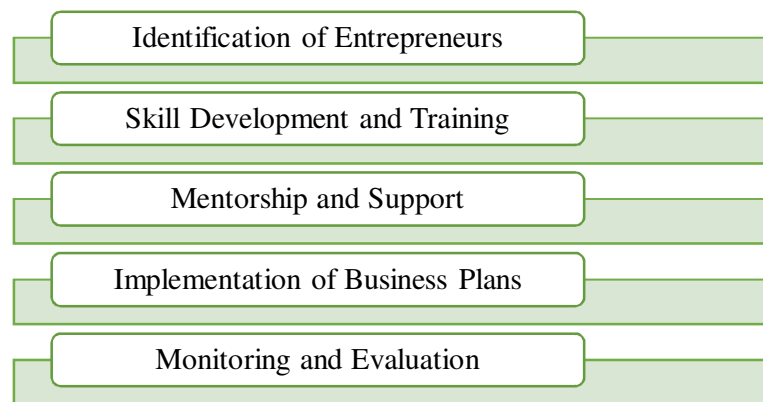 Identification of Entrepreneurs
Skill Development and Training
Mentorship and Support
Implementation of Business Plans
Monitoring and Evaluation